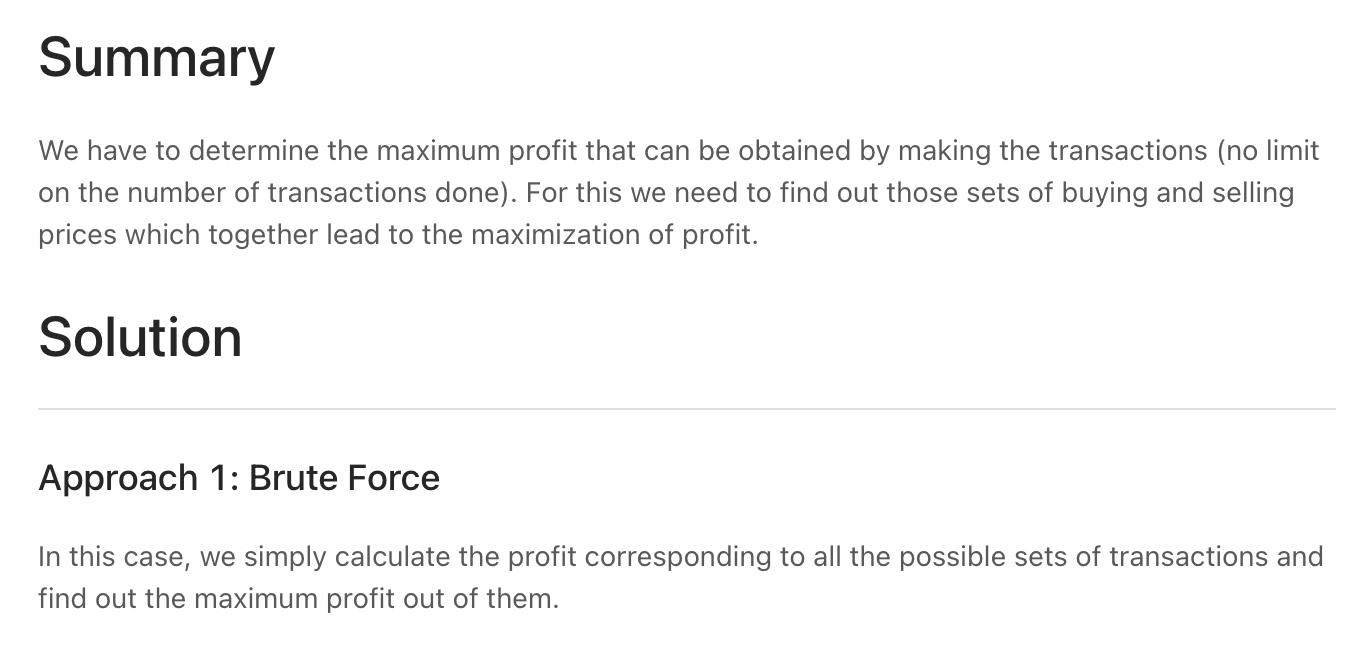 Summary
We have to determine the maximum profit that can be obtained by making the transactions (no limit
on the number of transactions done). For this we need to find out those sets of buying and selling
prices which together lead to the maximization of profit.
Solution
Approach 1: Brute Force
In this case, we simply calculate the profit corresponding to all the possible sets of transactions and
find out the maximum profit out of them.